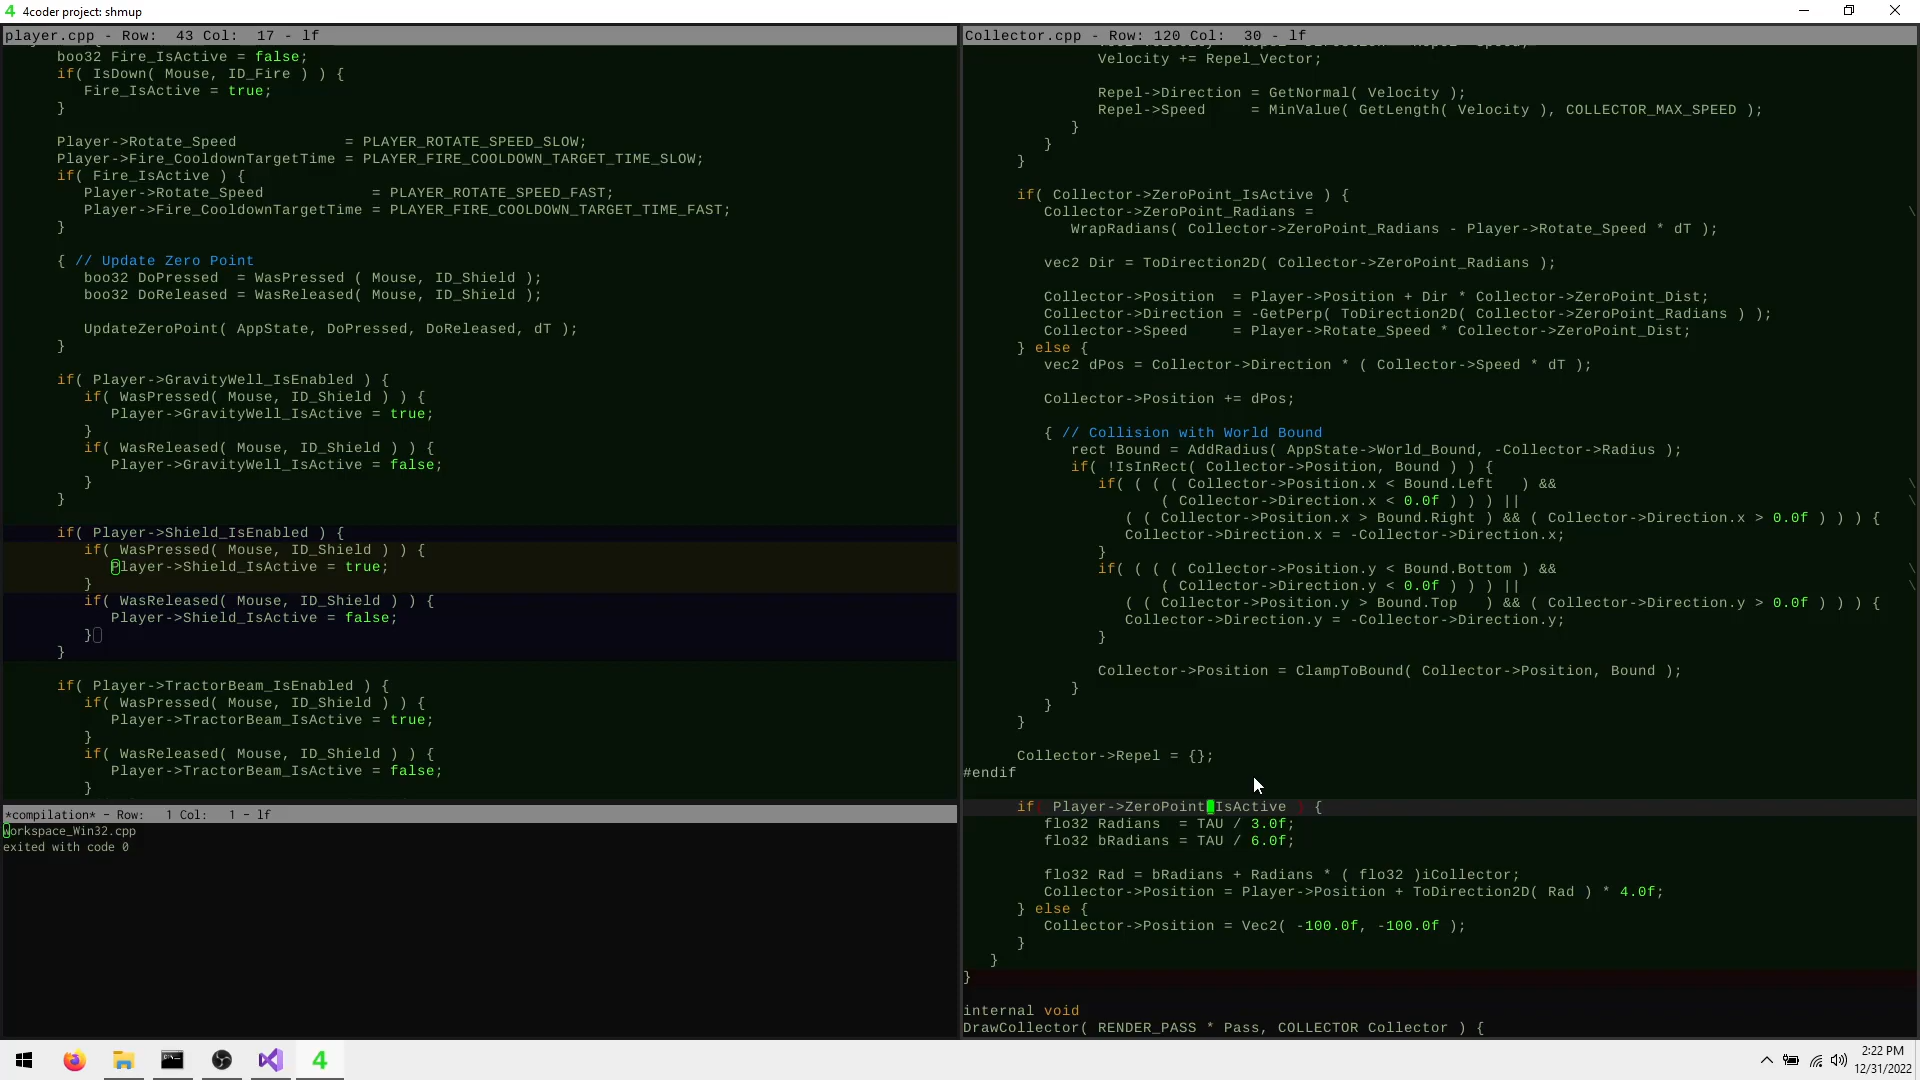 4 4coder project: shmup
player.cpp - Row:  43 Col:  17 - lf
boo32 Fire_IsActive = false;
if( IsDown( Mouse, ID_Fire ) ) {
Fire_IsActive = true;
}
Player->Rotate_Speed            = PLAYER_ROTATE_SPEED_SLOW;
Player->Fire_CooldownTargetTime = PLAYER_FIRE_COOLDOWN_TARGET_TIME_SLOW;
if( Fire_IsActive ) {
Player->Rotate_Speed            = PLAYER_ROTATE_SPEED_FAST;
Player->Fire_CooldownTargetTime = PLAYER_FIRE_COOLDOWN_TARGET_TIME_FAST;
}
{ // Update Zero Point
boo32 DoPressed  = WasPressed ( Mouse, ID_Shield );
boo32 DoReleased = WasReleased( Mouse, ID_Shield );
UpdateZeroPoint( AppState, DoPressed, DoReleased, dT );
}
if( Player->GravityWell_IsEnabled ) {
if( WasPressed( Mouse, ID_Shield ) ) {
Player->GravityWell_IsActive = true;
}
if( WasReleased( Mouse, ID_Shield ) ) {
Player->GravityWell_IsActive = false;
}
}
if( Player->Shield_IsEnabled ) {
if( WasPressed( Mouse, ID_Shield ) ) {
Player->Shield_IsActive = true;
}
if( WasReleased( Mouse, ID_Shield ) ) {
Player->Shield_IsActive = false;
}
}
if( Player->TractorBeam_IsEnabled ) {
if( WasPressed( Mouse, ID_Shield ) ) {
Player->TractorBeam_IsActive = true;
}
if( WasReleased( Mouse, ID_Shield ) ) {
Player->TractorBeam_IsActive = false;
}
*compilation* - Row:   1 Col:   1 - lf
workspace_Win32.cpp
exited with code 0
Collector.cpp - Row: 120 Col:  30 - lf
Velocity += Repel_Vector;
Repel->Direction = GetNormal( Velocity );
Repel->Speed     = MinValue( GetLength( Velocity ), COLLECTOR_MAX_SPEED );
}
}
}
if( Collector->ZeroPoint_IsActive ) {
Collector->ZeroPoint_Radians = \
WrapRadians( Collector->ZeroPoint_Radians - Player->Rotate_Speed * dT );
vec2 Dir = ToDirection2D( Collector->ZeroPoint_Radians );
Collector->Position  = Player->Position + Dir * Collector->ZeroPoint_Dist;
Collector->Direction = -GetPerp( ToDirection2D( Collector->ZeroPoint_Radians ) );
Collector->Speed     = Player->Rotate_Speed * Collector->ZeroPoint_Dist;
} else {
vec2 dPos = Collector->Direction * ( Collector->Speed * dT );
Collector->Position += dPos;
{ // Collision with World Bound
rect Bound = AddRadius( AppState->World_Bound, -Collector->Radius );
if( !IsInRect( Collector->Position, Bound ) ) {
if( ( ( ( Collector->Position.x < Bound.Left   ) && \
( Collector->Direction.x < 0.0f ) ) ) || \
( ( Collector->Position.x > Bound.Right ) && ( Collector->Direction.x > 0.0f ) ) ) {
Collector->Direction.x = -Collector->Direction.x;
}
if( ( ( ( Collector->Position.y < Bound.Bottom ) && \
( Collector->Direction.y < 0.0f ) ) ) || \
( ( Collector->Position.y > Bound.Top   ) && ( Collector->Direction.y > 0.0f ) ) ) {
Collector->Direction.y = -Collector->Direction.y;
}
Collector->Position = ClampToBound( Collector->Position, Bound );
}
}
}
Collector->Repel = {};
#endif
if( Player->ZeroPoint_IsActive ) {
flo32 Radians  = TAU / 3.0f;
flo32 bRadians = TAU / 6.0f;
flo32 Rad = bRadians + Radians * ( flo32 )iCollector;
Collector->Position = Player->Position + ToDirection2D( Rad ) * 4.0f;
} else {
Collector->Position = Vec2( -100.0f, -100.0f );
}
}
}
internal void
DrawCollector( RENDER_PASS * Pass, COLLECTOR Collector ) {
4
2:22 PM
12/31/2022